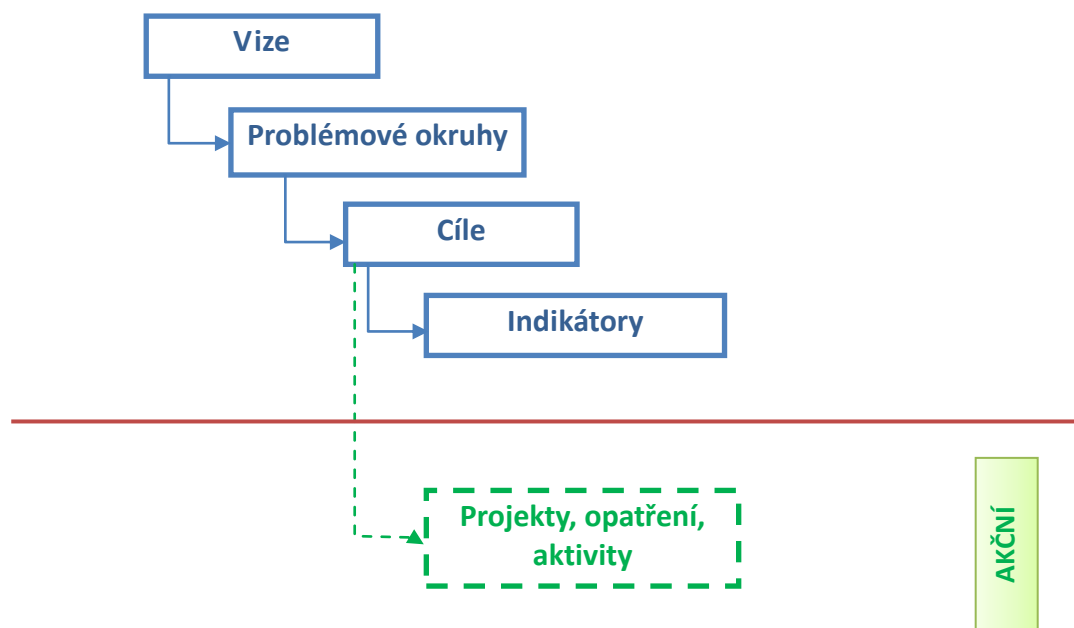 Vize
Problémové okruhy
Cíle
Indikátory
Projekty, opatření,
aktivity
AKČNÍ